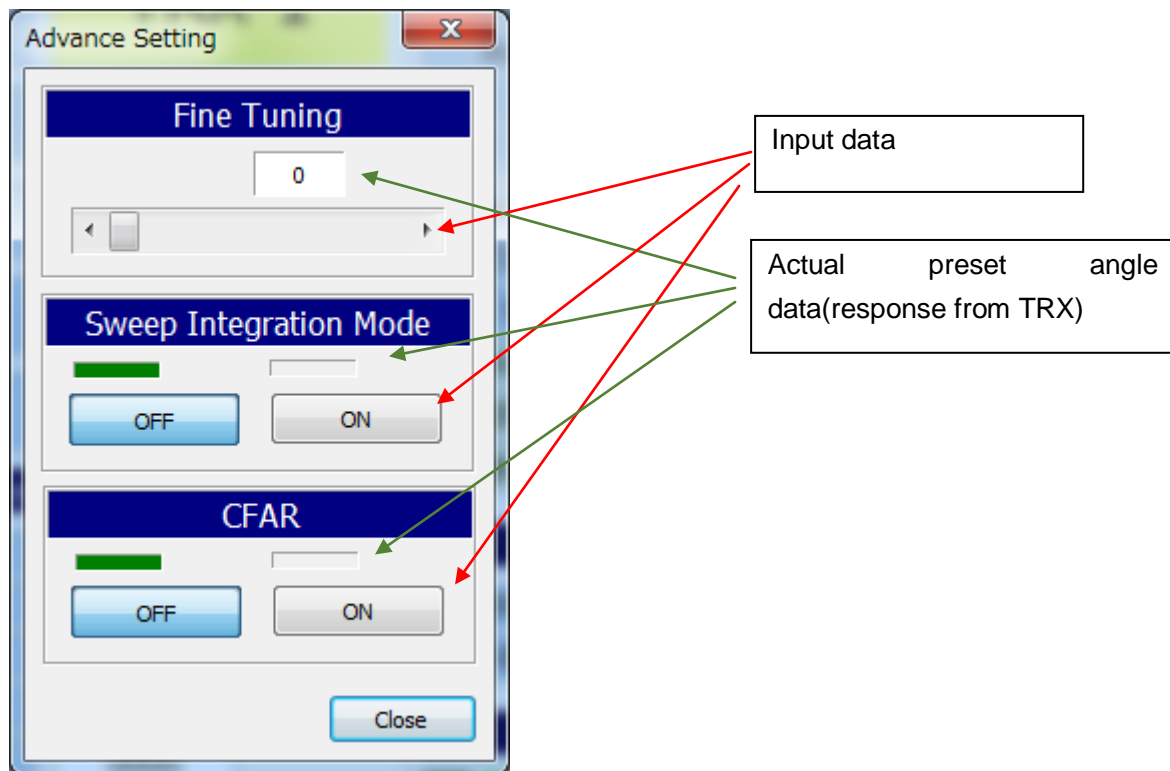 Advance Setting
Fine Tuning
0
Sweep Integration Mode
OFF
ON
CFAR
OFF
ON
Close
Input data
Actual preset angle
data(response from TRX)